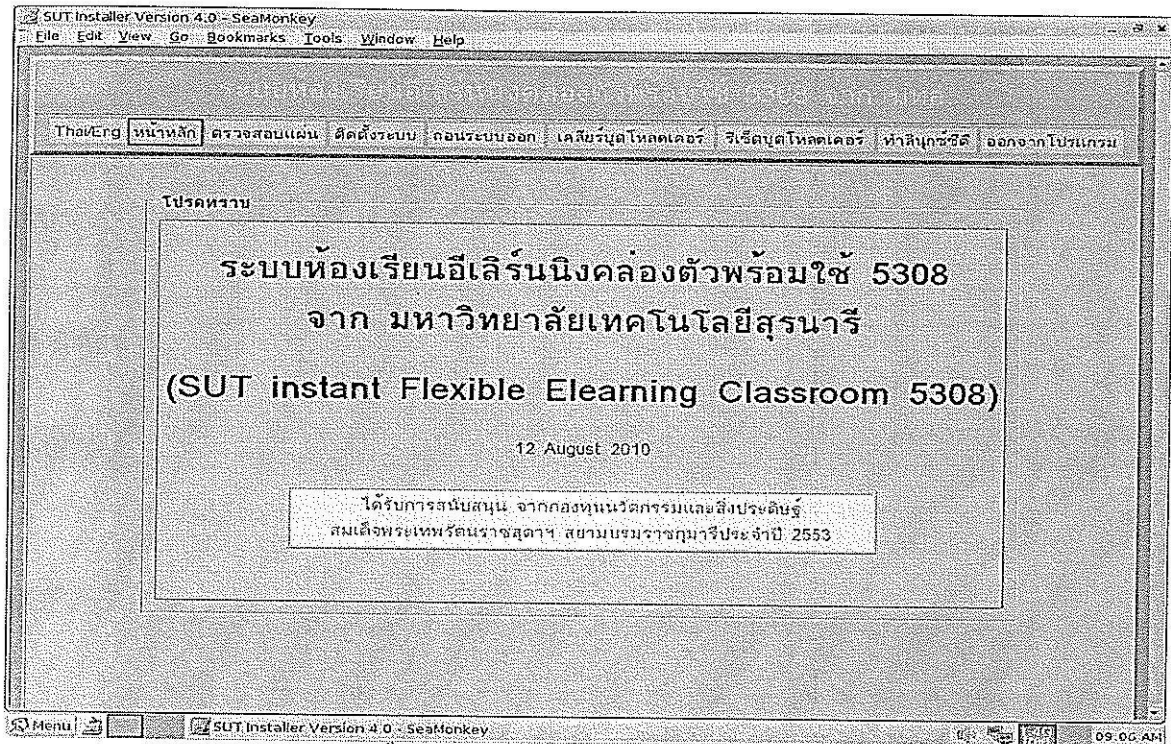 SUT Installer Version 4.0 - SeaMonkey
File Edit View Go Bookmarks Tools Window Help
Thai/Eng หน้าหลัก ตรวจสอบแผ่น ติดตั้งระบบ ถอนระบบออก เคลียร์บูตโหลดเดอร์ รีเซ็ตบูตโหลดเดอร์ ทำลินุกซ์ซีดี ออกจากโปรแกรม
โปรดทราบ
ระบบห้องเรียนอีเลิร์นนิงคล่องตัวพร้อมใช้ 5308
จาก มหาวิทยาลัยเทคโนโลยีสุรนารี
(SUT instant Flexible Elearning Classroom 5308)
12 August 2010
ได้รับการสนับสนุน จากกองทุนนวัตกรรมและสิ่งประดิษฐ์
สมเด็จพระเทพรัตนราชสุดาฯ สยามบรมราชกุมารีประจำปี 2553
Menu SUT Installer Version 4.0 - SeaMonkey 09:06 AM